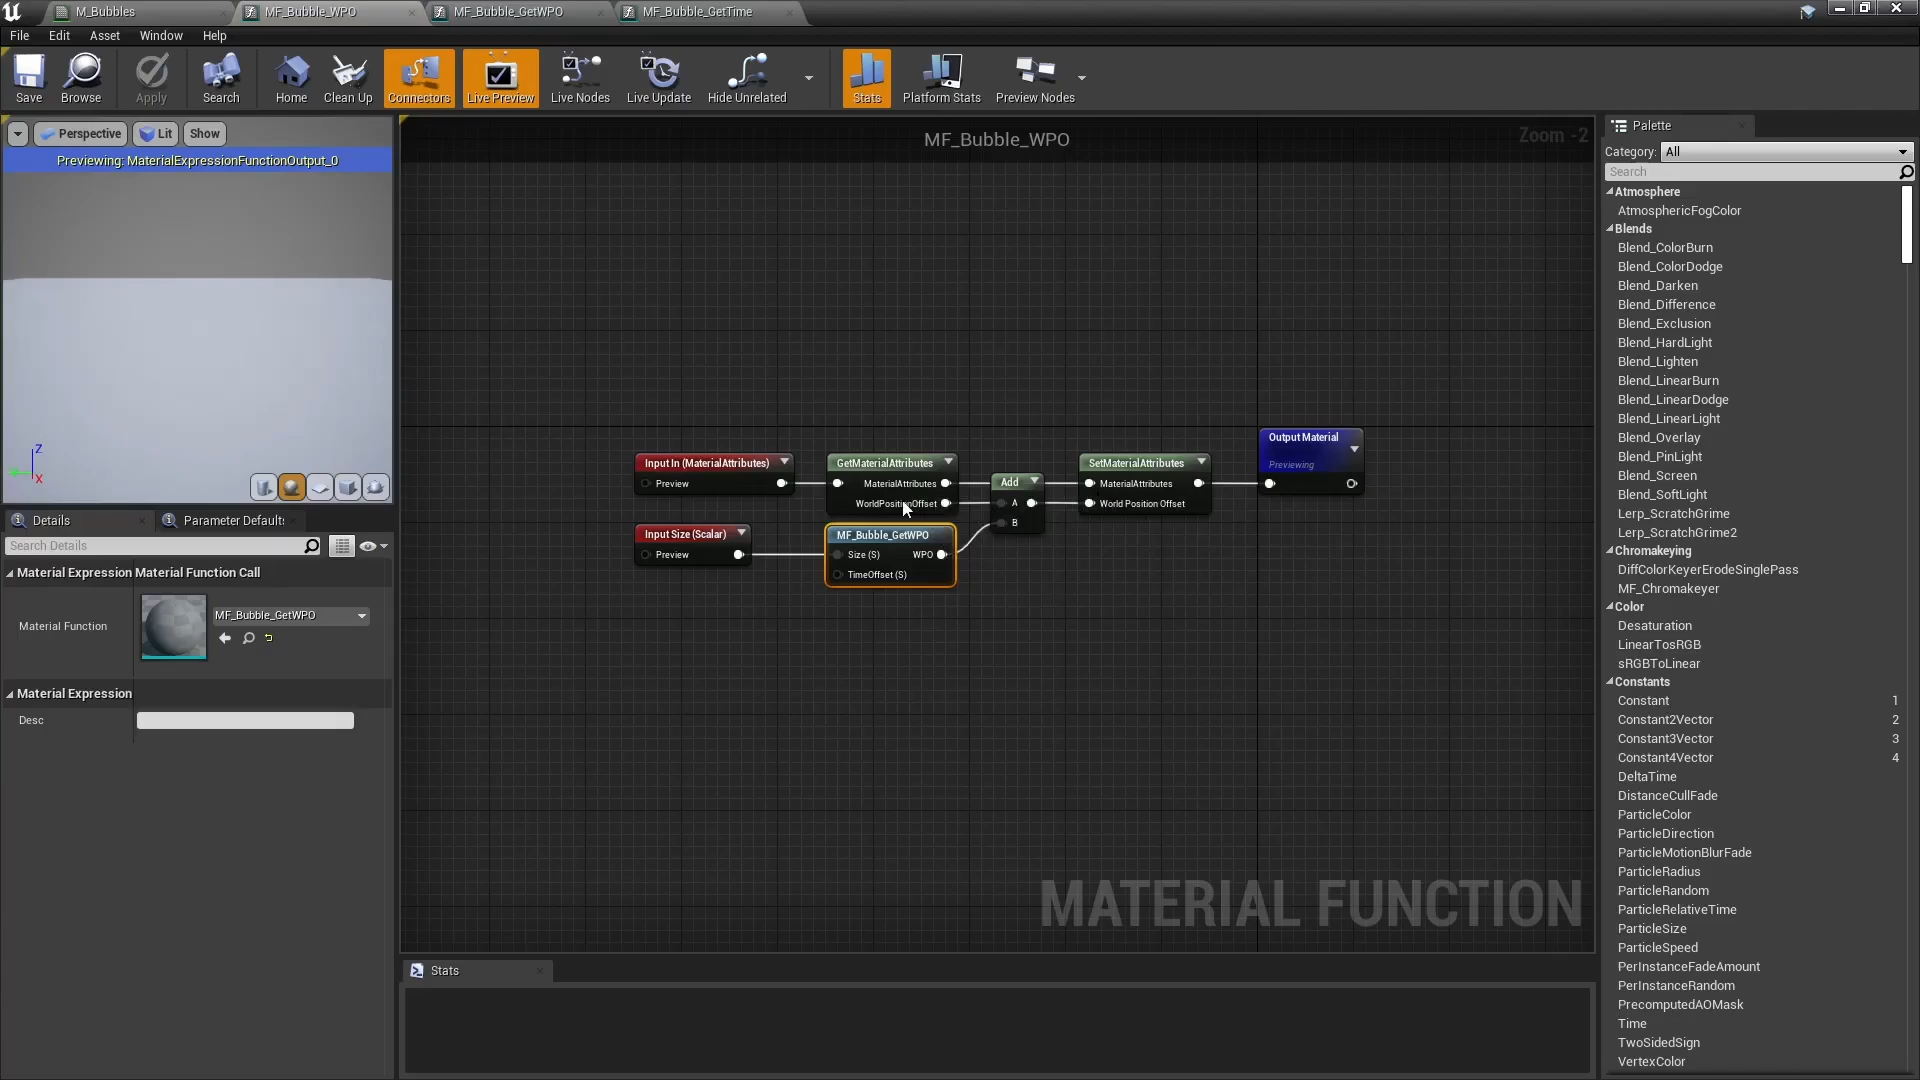 M_Bubbles
MF_Bubble_WPO
MF_Bubble_GetWPO
MF_Bubble_GetTime
File
Edit
Asset
Window
Help
Save
Browse
Apply
Search
Home
Clean Up
Connectors
Live Preview
Live Nodes
Live Update
Hide Unrelated
Stats
Platform Stats
Preview Nodes
Perspective
Lit
Show
Previewing: MaterialExpressionFunctionOutput_0
Z
X
Details
Parameter Default
Search Details
Material Expression Material Function Call
Material Function
MF_Bubble_GetWPO
Material Expression
Desc
MF_Bubble_WPO
Zoom -2
Input In (MaterialAttributes)
Preview
GetMaterialAttributes
MaterialAttributes
WorldPositionOffset
Add
A
B
SetMaterialAttributes
MaterialAttributes
World Position Offset
Output Material
Previewing
Input Size (Scalar)
Preview
MF_Bubble_GetWPO
Size (S)
WPO
TimeOffset (S)
MATERIAL FUNCTION
Stats
Palette
Category:
All
Search
Atmosphere
AtmosphericFogColor
Blends
Blend_ColorBurn
Blend_ColorDodge
Blend_Darken
Blend_Difference
Blend_Exclusion
Blend_HardLight
Blend_Lighten
Blend_LinearBurn
Blend_LinearDodge
Blend_LinearLight
Blend_Overlay
Blend_PinLight
Blend_Screen
Blend_SoftLight
Lerp_ScratchGrime
Lerp_ScratchGrime2
Chromakeying
DiffColorKeyerErodeSinglePass
MF_Chromakeyer
Color
Desaturation
LinearTosRGB
sRGBToLinear
Constants
Constant 1
Constant2Vector 2
Constant3Vector 3
Constant4Vector 4
DeltaTime
DistanceCullFade
ParticleColor
ParticleDirection
ParticleMotionBlurFade
ParticleRadius
ParticleRandom
ParticleRelativeTime
ParticleSize
ParticleSpeed
PerInstanceFadeAmount
PerInstanceRandom
PrecomputedAOMask
Time
TwoSidedSign
VertexColor